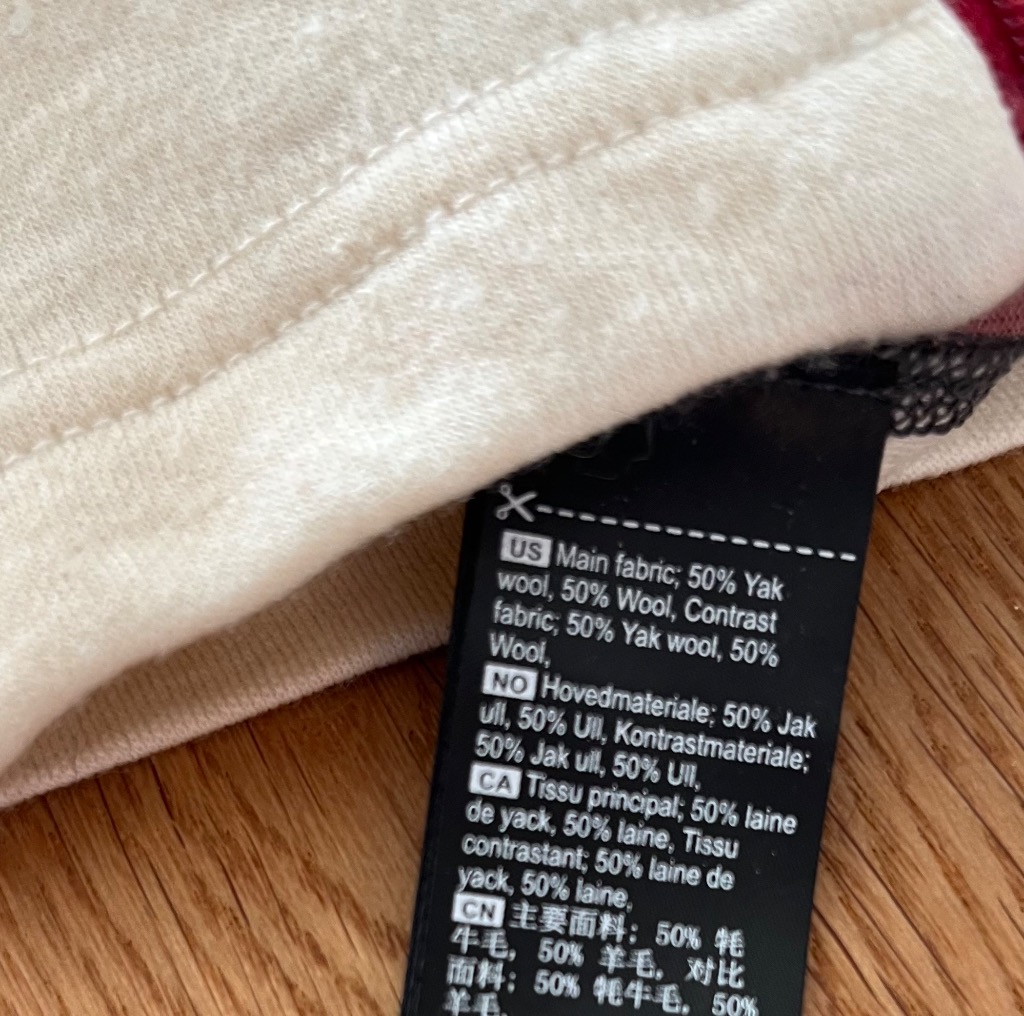 US Main fabric; 50% Yak
wool, 50% Wool, Contrast
fabric; 50% Yak wool, 50%
Wool,
NO Hovedmateriale; 50% Jak
ull, 50% Ull, Kontrastmateriale;
50% Jak ull, 50% Ull,
CA Tissu principal; 50% laine
de yack, 50% laine, Tissu
contrastant; 50% laine de
yack, 50% laine,
CN 主要面料; 50% 牦
牛毛, 50% 羊毛, 对比
面料; 50% 牦牛毛, 50%
羊毛,